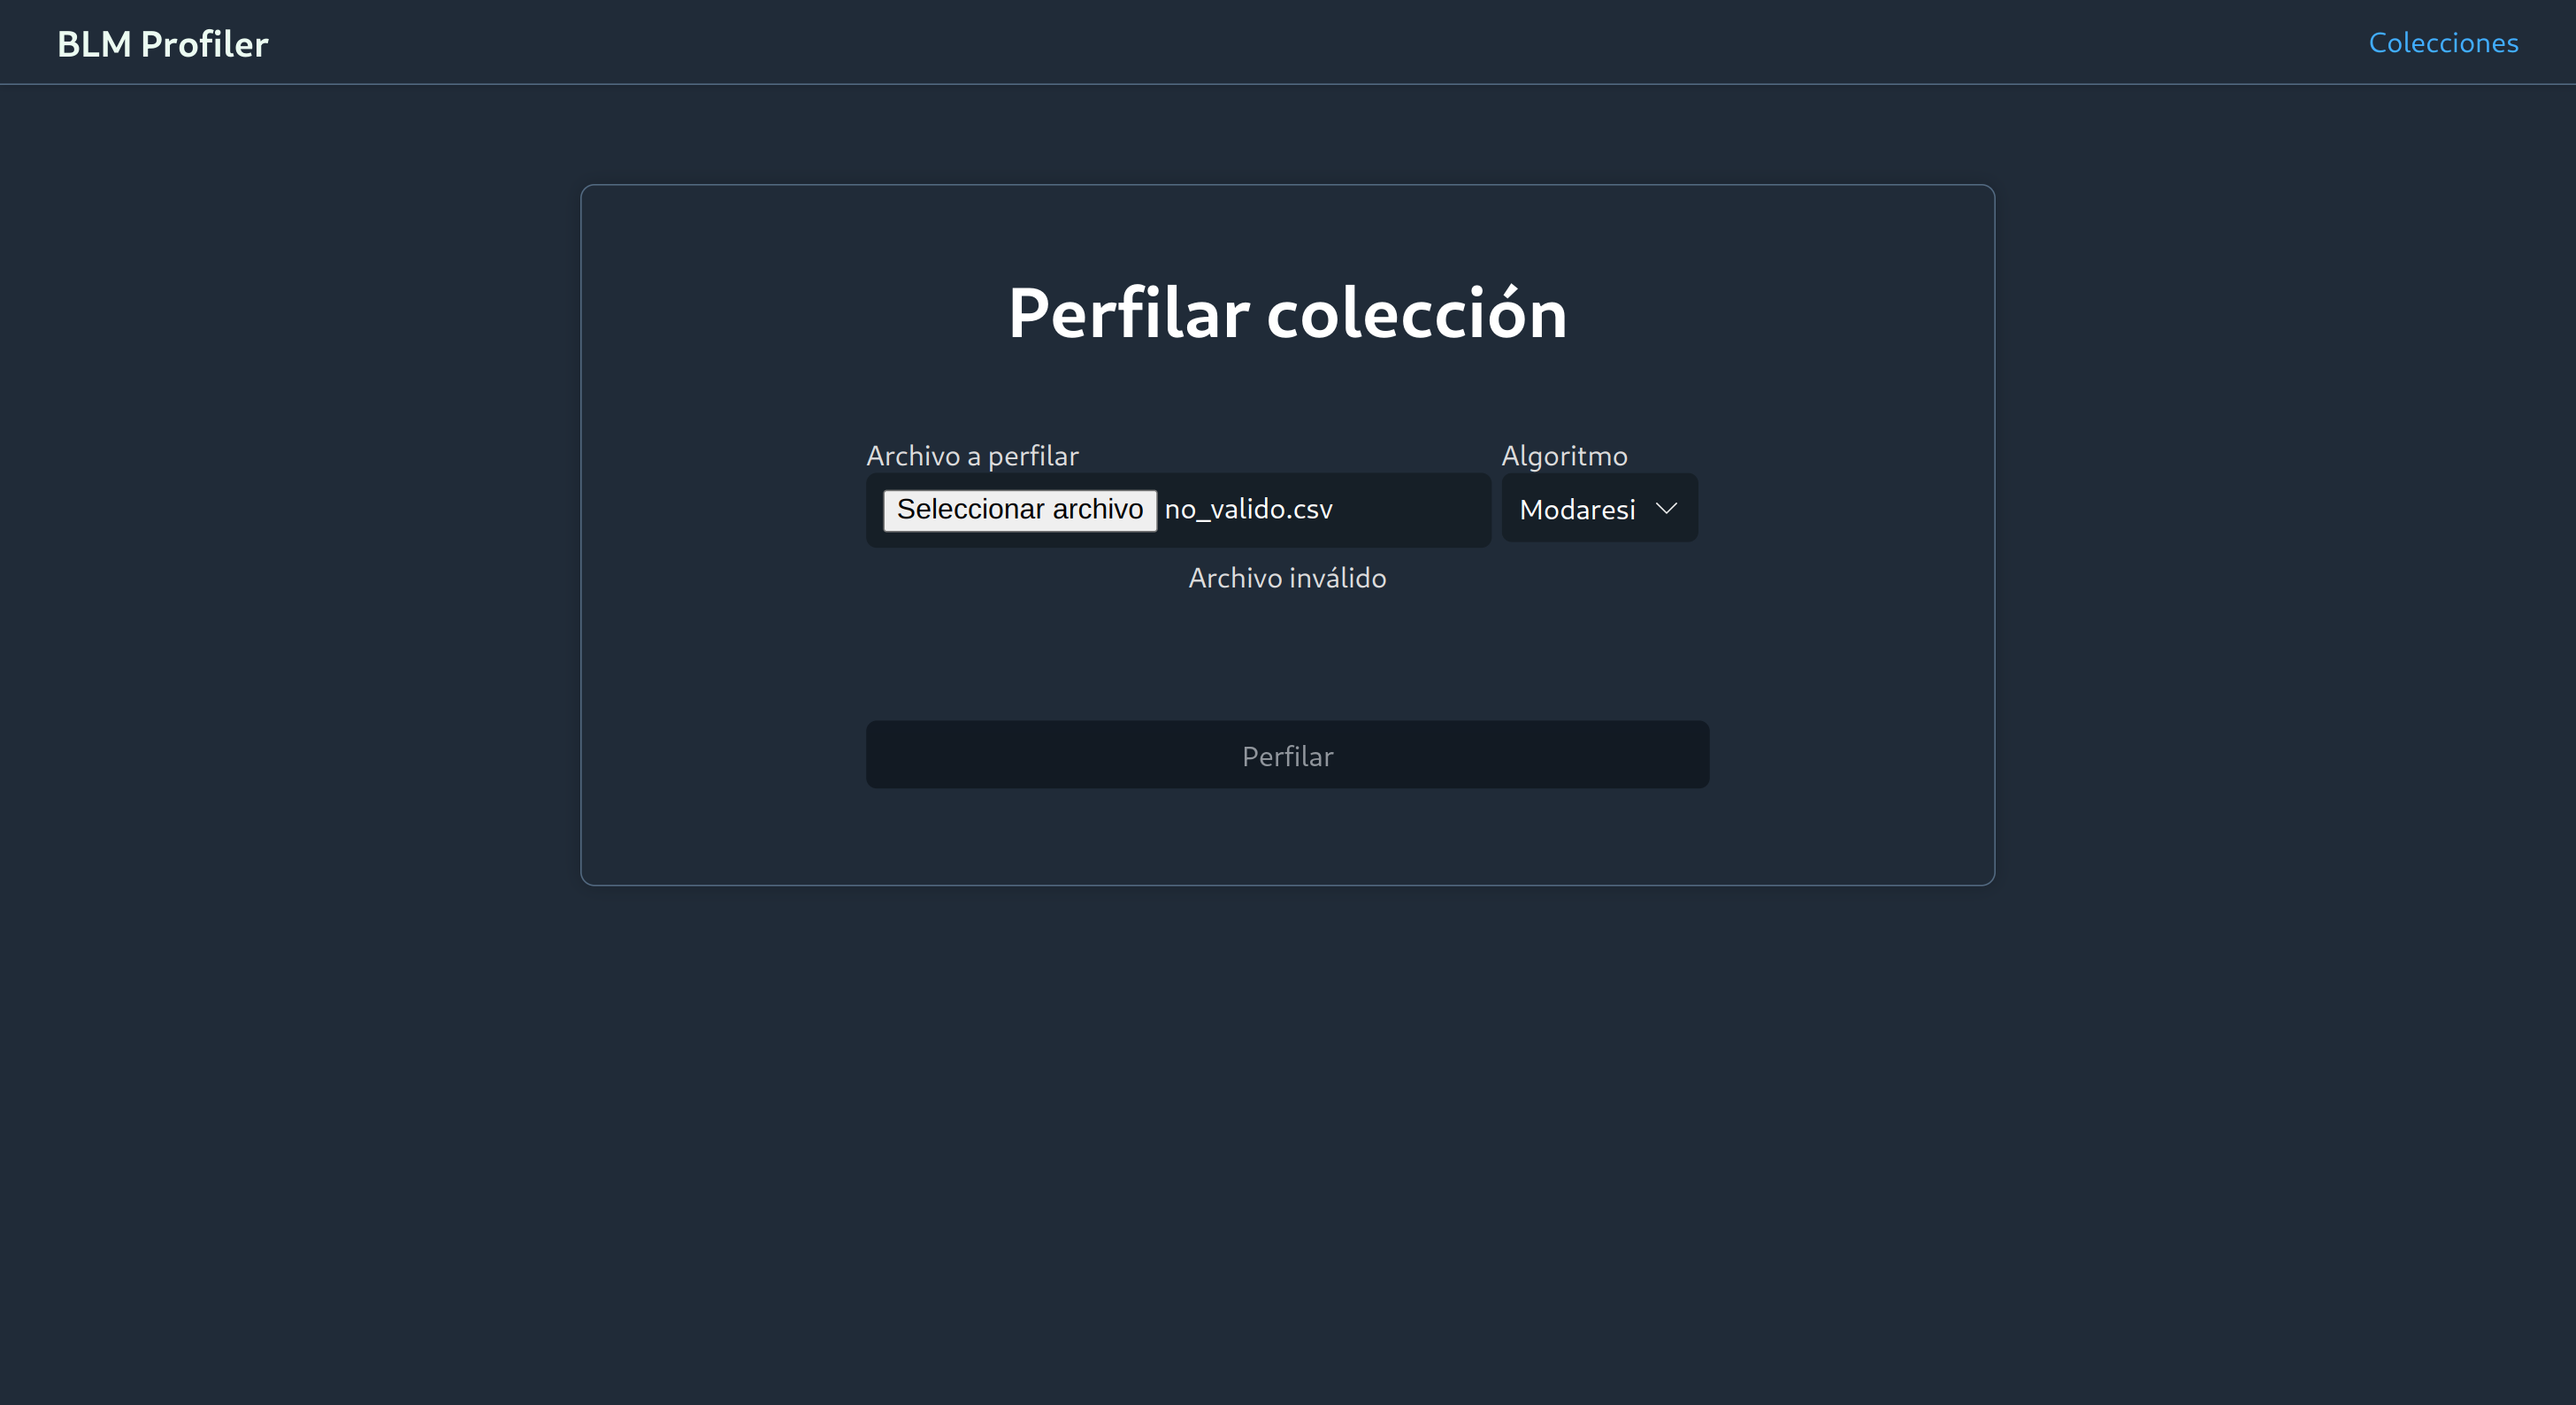 BLM Profiler
Colecciones
Perfilar colección
Archivo a perfilar
Algoritmo
Seleccionar archivo no_valido.csv
Modaresi
Archivo inválido
Perfilar